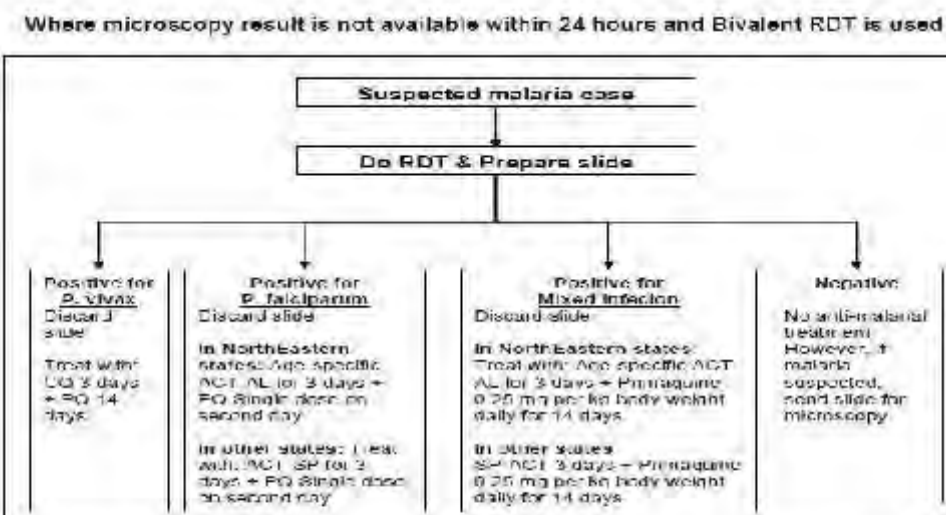 Where microscopy result is not available within 24 hours and Bivalent RDT is used
Suspected malaria case
Do RDT & Prepare slide
Positive for
P. vivax
Discard
slide
Treat with:
CQ 3 days
+ PQ 14
days
Positive for
P. falciparum
Discard slide
In NorthEastern
states: Age-specific
ACT-AL for 3 days +
PQ Single dose on
second day
In other states: Treat
with: ACT-SP for 3
days + PQ Single dose
on second day
Positive for
Mixed infecion
Discard slide
In NorthEastern states:
Treat with: Age-specific ACT-
AL for 3 days + Primaquine
0.25 mg per kg body weight
daily for 14 days.
In other states
SP-ACT 3 days + Primaquine
0.25 mg per kg body weight
daily for 14 days.
Negative
No anti-malarial
treatment
However, if
malaria
suspected,
send slide for
microscopy